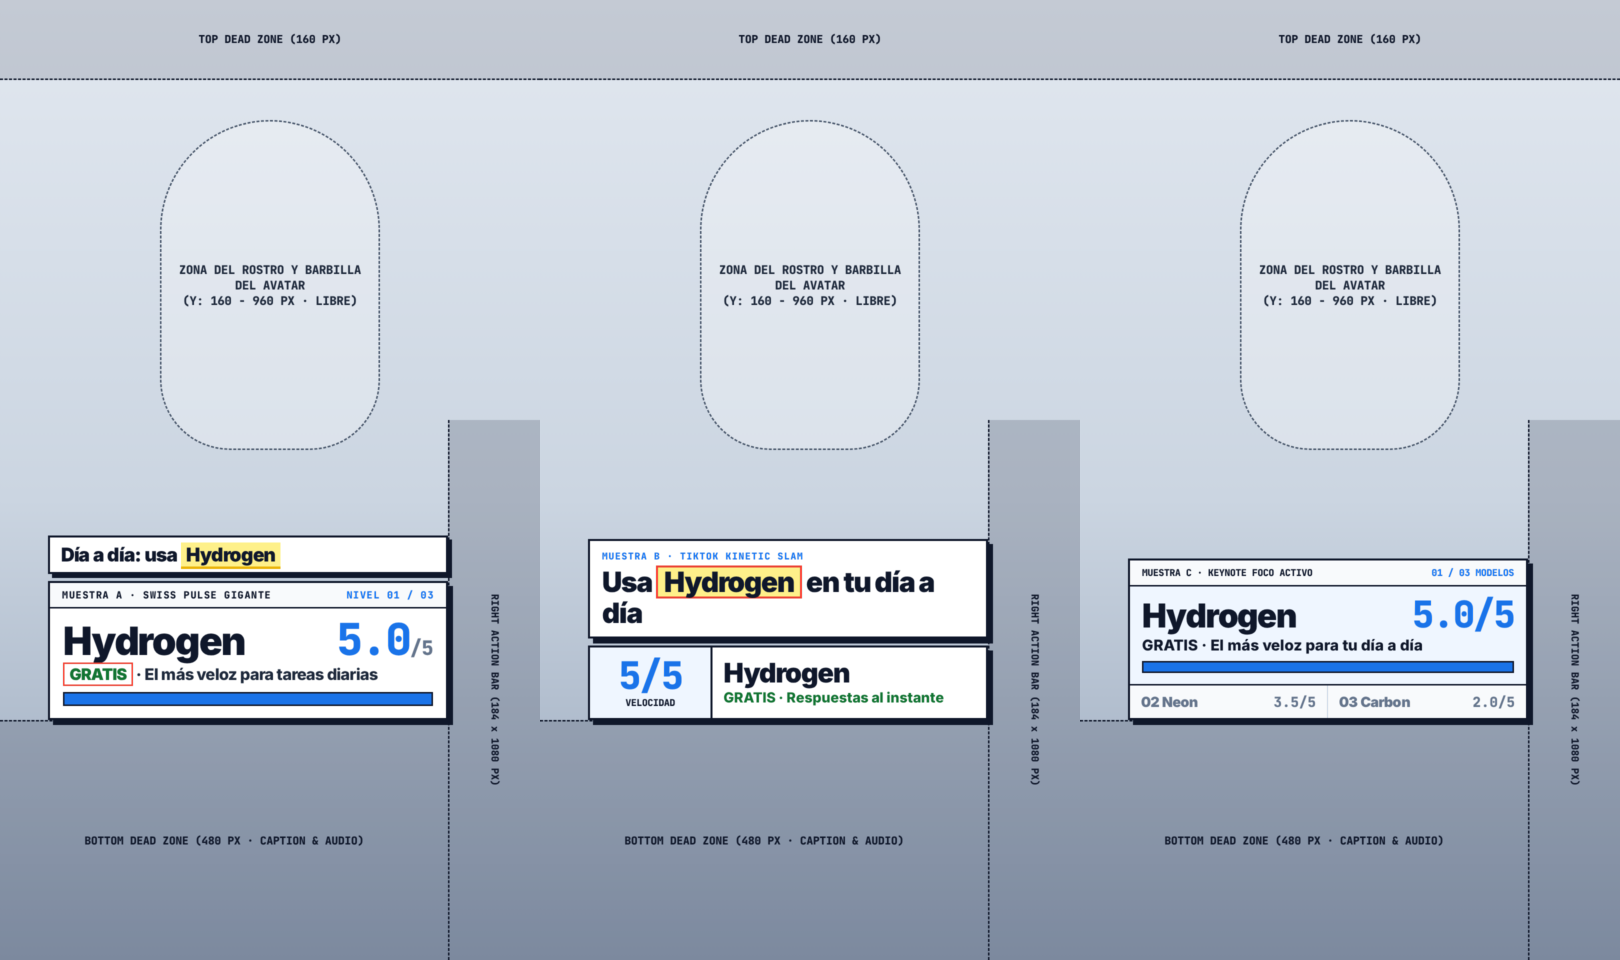 TOP DEAD ZONE (160 PX)
ZONA DEL ROSTRO Y BARBILLA
DEL AVATAR
(Y: 160 - 960 PX · LIBRE)
Día a día: usa Hydrogen
MUESTRA A · SWISS PULSE GIGANTE
NIVEL 01 / 03
Hydrogen
5.0/5
GRATIS · El más veloz para tareas diarias
RIGHT ACTION BAR (184 x 1080 PX)
BOTTOM DEAD ZONE (480 PX · CAPTION & AUDIO)
TOP DEAD ZONE (160 PX)
ZONA DEL ROSTRO Y BARBILLA
DEL AVATAR
(Y: 160 - 960 PX · LIBRE)
MUESTRA B · TIKTOK KINETIC SLAM
Usa Hydrogen en tu día a
día
5/5
VELOCIDAD
Hydrogen
GRATIS · Respuestas al instante
RIGHT ACTION BAR (184 x 1080 PX)
BOTTOM DEAD ZONE (480 PX · CAPTION & AUDIO)
TOP DEAD ZONE (160 PX)
ZONA DEL ROSTRO Y BARBILLA
DEL AVATAR
(Y: 160 - 960 PX · LIBRE)
MUESTRA C · KEYNOTE FOCO ACTIVO
01 / 03 MODELOS
Hydrogen
5.0/5
GRATIS · El más veloz para tu día a día
02 Neon
3.5/5
03 Carbon
2.0/5
RIGHT ACTION BAR (184 x 1080 PX)
BOTTOM DEAD ZONE (480 PX · CAPTION & AUDIO)